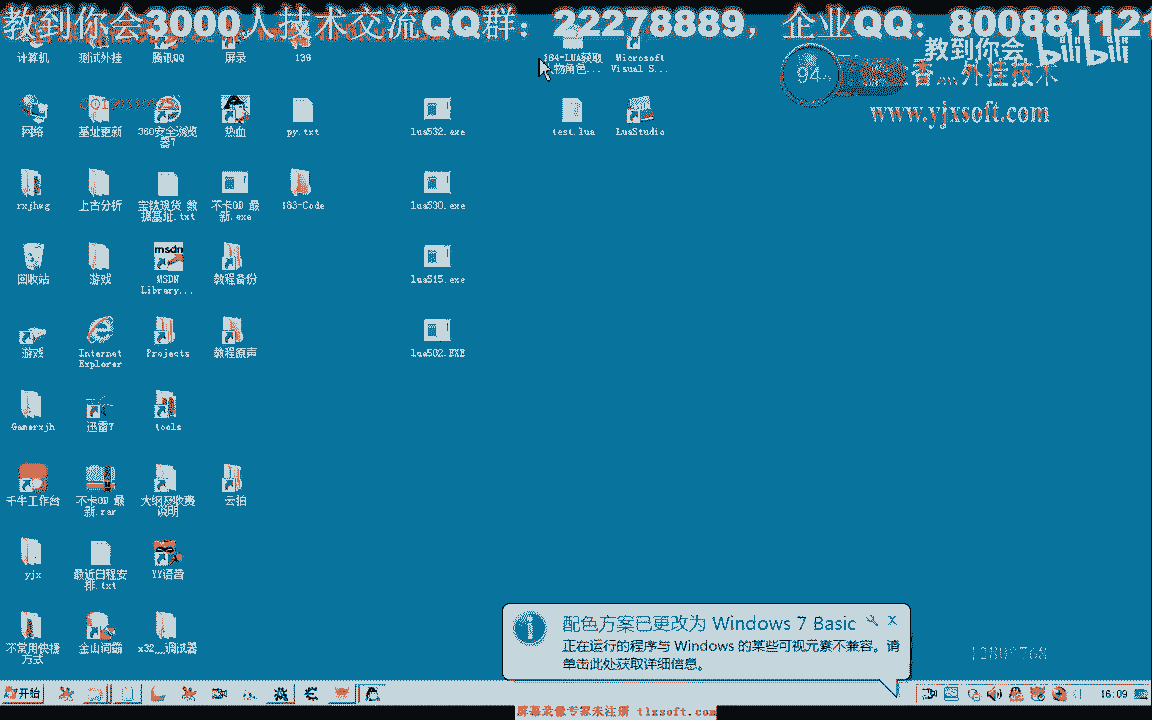 教到你会3000人技术交流QQ群：22278889，企业QQ：800881121
教到你会 bilibili
外挂技术
www.yjxsoft.com
94
计算机
测试外挂
腾讯QQ
屏录
136
184-LUA获取
物角色...
Microsoft
Visual S...
网络
基址更新
360安全浏览
器7
热血
py.txt
lua532.exe
test.lua
LuaStudio
rxjhwg
上古分析
数
据基址.txt
不卡OD 最
新.exe
183-Code
lua530.exe
回收站
游戏
MSDN
Library...
教程备份
lua515.exe
游戏
Internet
Explorer
Projects
教程原声
lua502.EXE
Gamerxjh
迅雷7
tools
千牛工作台
不卡OD 最
新.rar
大纲及收费
说明
云拍
yjx
最近日程安
排.txt
YY语音
不常用快捷
方式
金山词霸
x32__调试器
配色方案已更改为 Windows 7 Basic
正在运行的程序与 Windows 的某些可视元素不兼容。请
单击此处获取详细信息。
1280*768
开始
16:09
屏幕录像专家未注册 tlxsoft.com